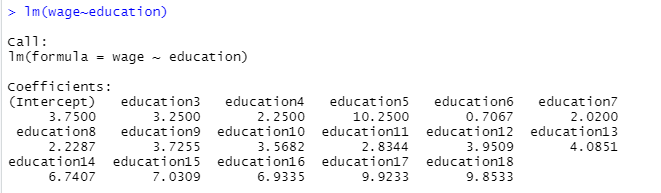 > lm(wage~education)
Call:
lm(formula = wage ~ education)
Coefficients:
(Intercept) education3 education4 education5 education6 education7
3.7500 3.2500 2.2500 10.2500 0.7067 2.0200
education8 education9 education10 education11 education12 education13
2.2287 3.7255 3.5682 2.8344 3.9509 4.0851
education14 education15 education16 education17 education18
6.7407 7.0309 6.9335 9.9233 9.8533